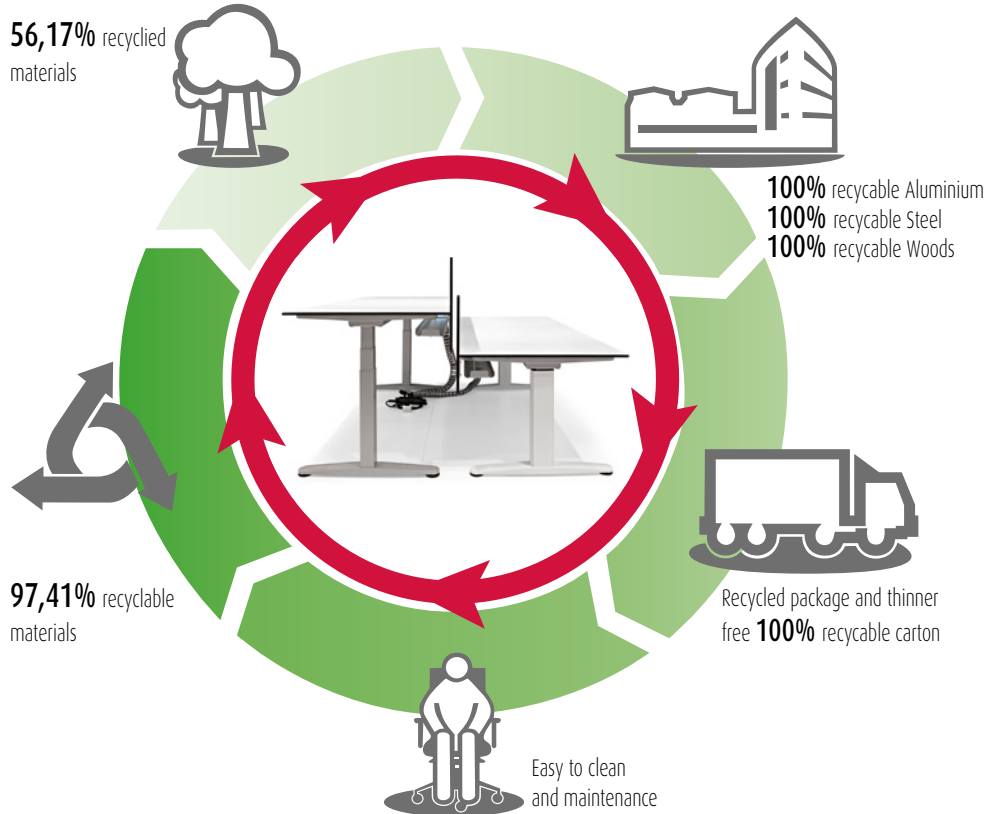 56,17% recyclied
materials
100% recycable Aluminium
100% recycable Steel
100% recycable Woods
Recycled package and thinner
free 100% recycable carton
Easy to clean
and maintenance
97,41% recyclable
materials